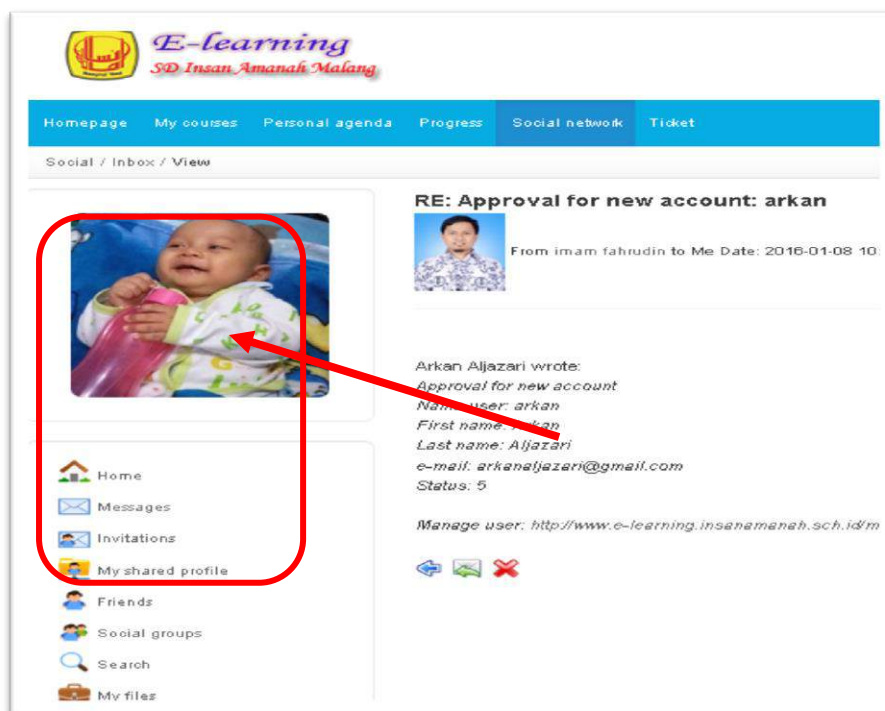 E-learning
SD Insan Amanah Malang
Homepage My courses Personal agenda Progress Social network Ticket
Social / Inbox / View
RE: Approval for new account: arkan
From imam fahrudin to Me Date: 2016-01-08 10:
Arkan Aljazari wrote:
Approval for new account
Name user: arkan
First name: Arkan
Last name: Aljazari
e-mail: arkanaljazari@gmail.com
Status: 5
Manage user: http://www.e-learning.insanamanah.sch.id/m
Home
Messages
Invitations
My shared profile
Friends
Social groups
Search
My files